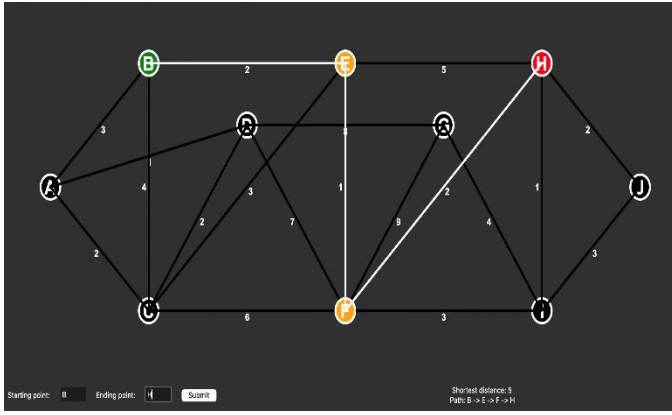 B E H
2 5
D G
3 8 2
A 4 3 1 2 1 J
2 7 9 4
2 3
C 6 F 3 I
Starting point: B Ending point: H Submit
Shortest distance: 5
Path: B -> E -> F -> H